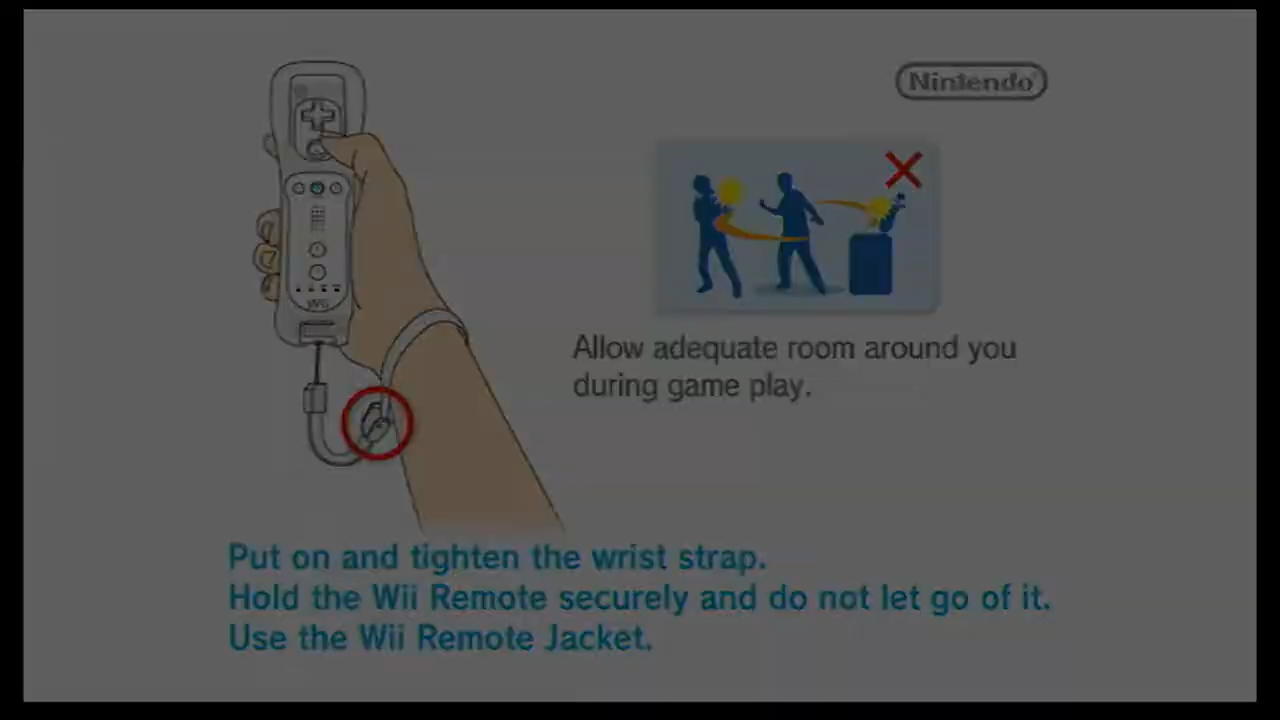 Nintendo
Wii
Allow adequate room around you
during game play.
Put on and tighten the wrist strap.
Hold the Wii Remote securely and do not let go of it.
Use the Wii Remote Jacket.